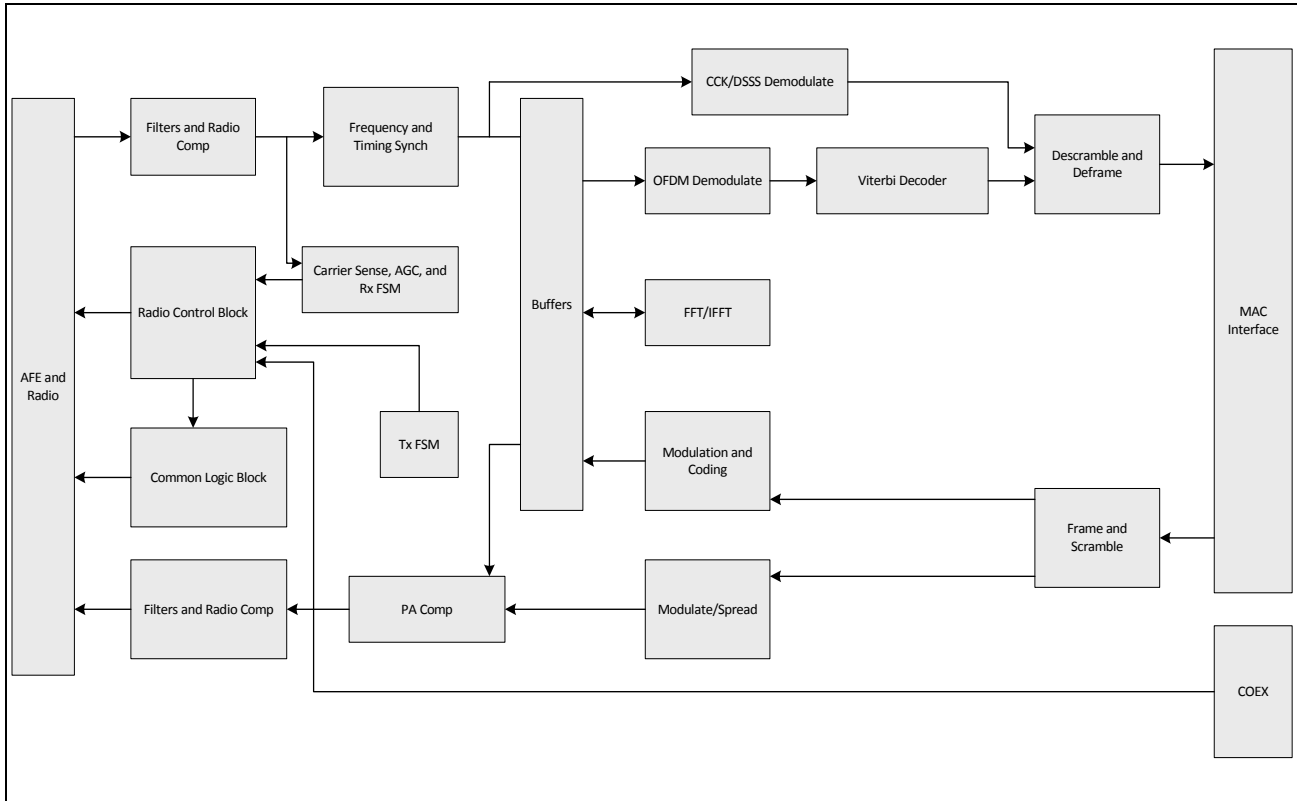 CCK/DSSS Demodulate
Filters and Radio
Comp
Frequency and
Timing Synch
Descramble and
Deframe
OFDM Demodulate
Viterbi Decoder
Carrier Sense, AGC, and
Rx FSM
Buffers
Radio Control Block
FFT/IFFT
MAC
Interface
AFE and
Radio
Tx FSM
Modulation and
Coding
Common Logic Block
Frame and
Scramble
Filters and Radio Comp
PA Comp
Modulate/Spread
COEX